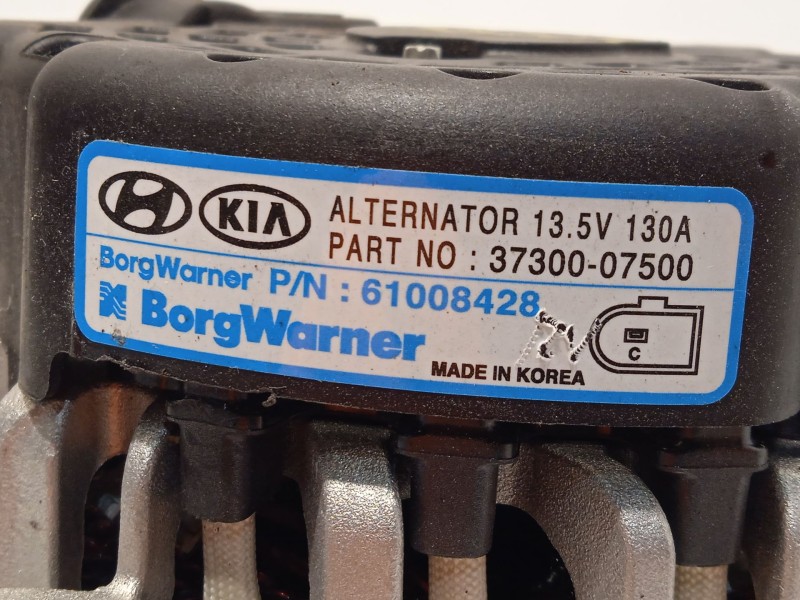 KIA ALTERNATOR 13.5V 130A
PART NO : 37300-07500
BorgWarner P/N : 61008428
BorgWarner
MADE IN KOREA
C